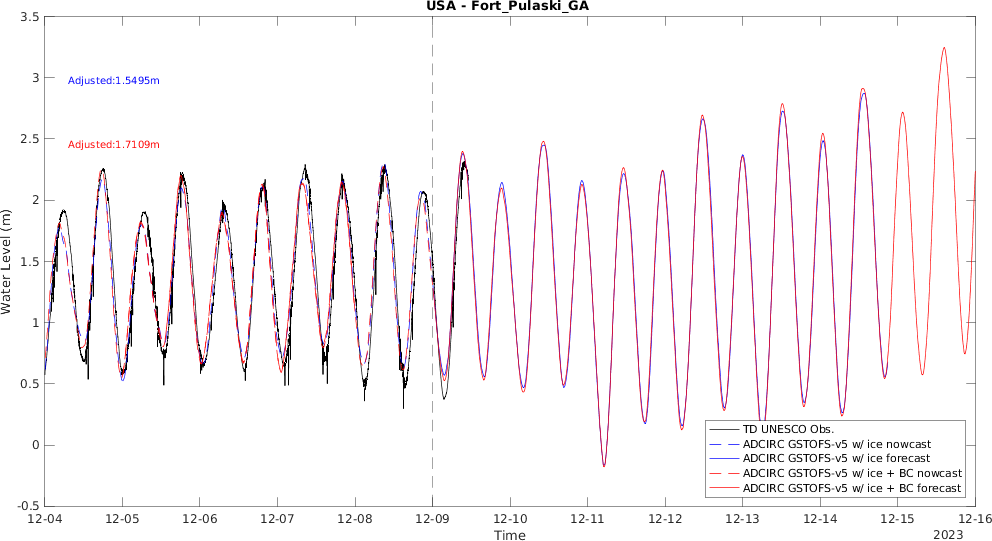 USA - Fort_Pulaski_GA
3.5
3
2.5
2
1.5
1
0.5
0
-0.5
Water Level (m)
Adjusted:1.5495m
Adjusted:1.7109m
TD UNESCO Obs.
ADCIRC GSTOFS-v5 w/ ice nowcast
ADCIRC GSTOFS-v5 w/ ice forecast
ADCIRC GSTOFS-v5 w/ ice + BC nowcast
ADCIRC GSTOFS-v5 w/ ice + BC forecast
12-04 12-05 12-06 12-07 12-08 12-09 12-10 12-11 12-12 12-13 12-14 12-15 12-16
Time
2023